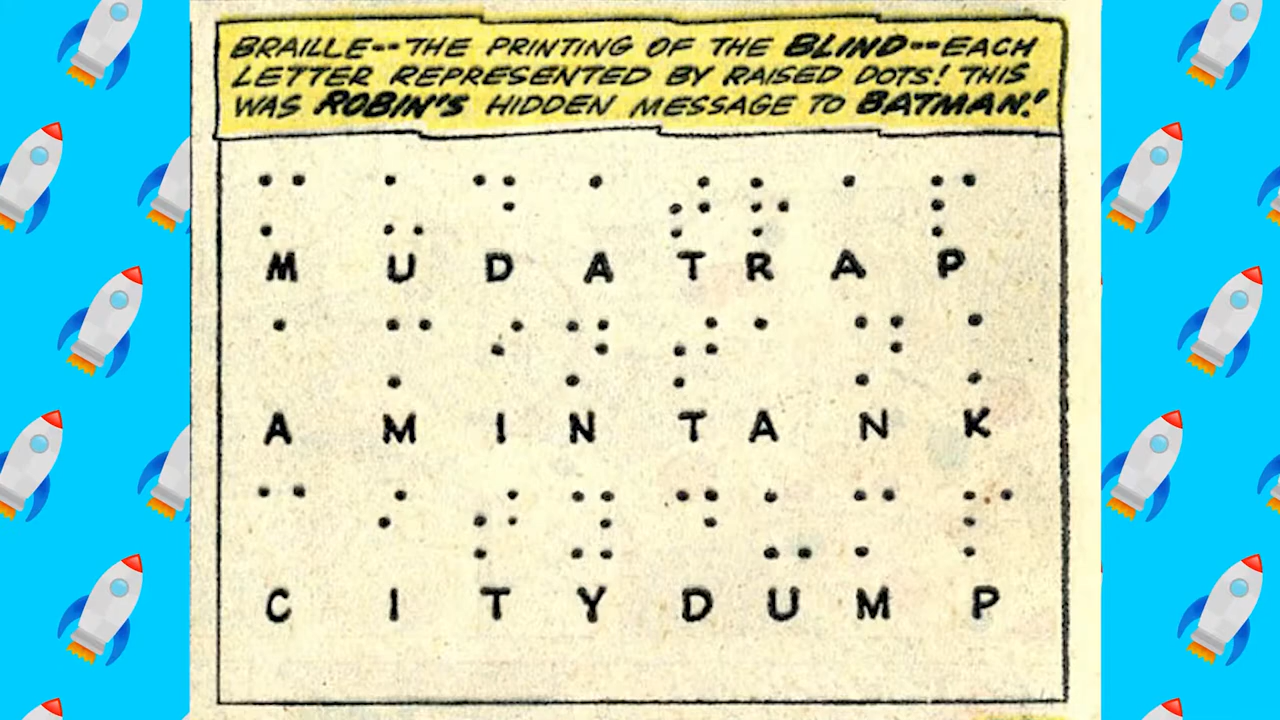 BRAILLE--THE PRINTING OF THE BLIND--EACH
LETTER REPRESENTED BY RAISED DOTS! THIS
WAS ROBIN'S HIDDEN MESSAGE TO BATMAN!
⠍ ⠥ ⠙ ⠁ ⠞ ⠗ ⠁ ⠏
M U D A T R A P
⠁ ⠍ ⠊ ⠝ ⠞ ⠁ ⠝ ⠅
A M I N T A N K
⠉ ⠊ ⠞ ⠽ ⠙ ⠥ ⠍ ⠏
C I T Y D U M P